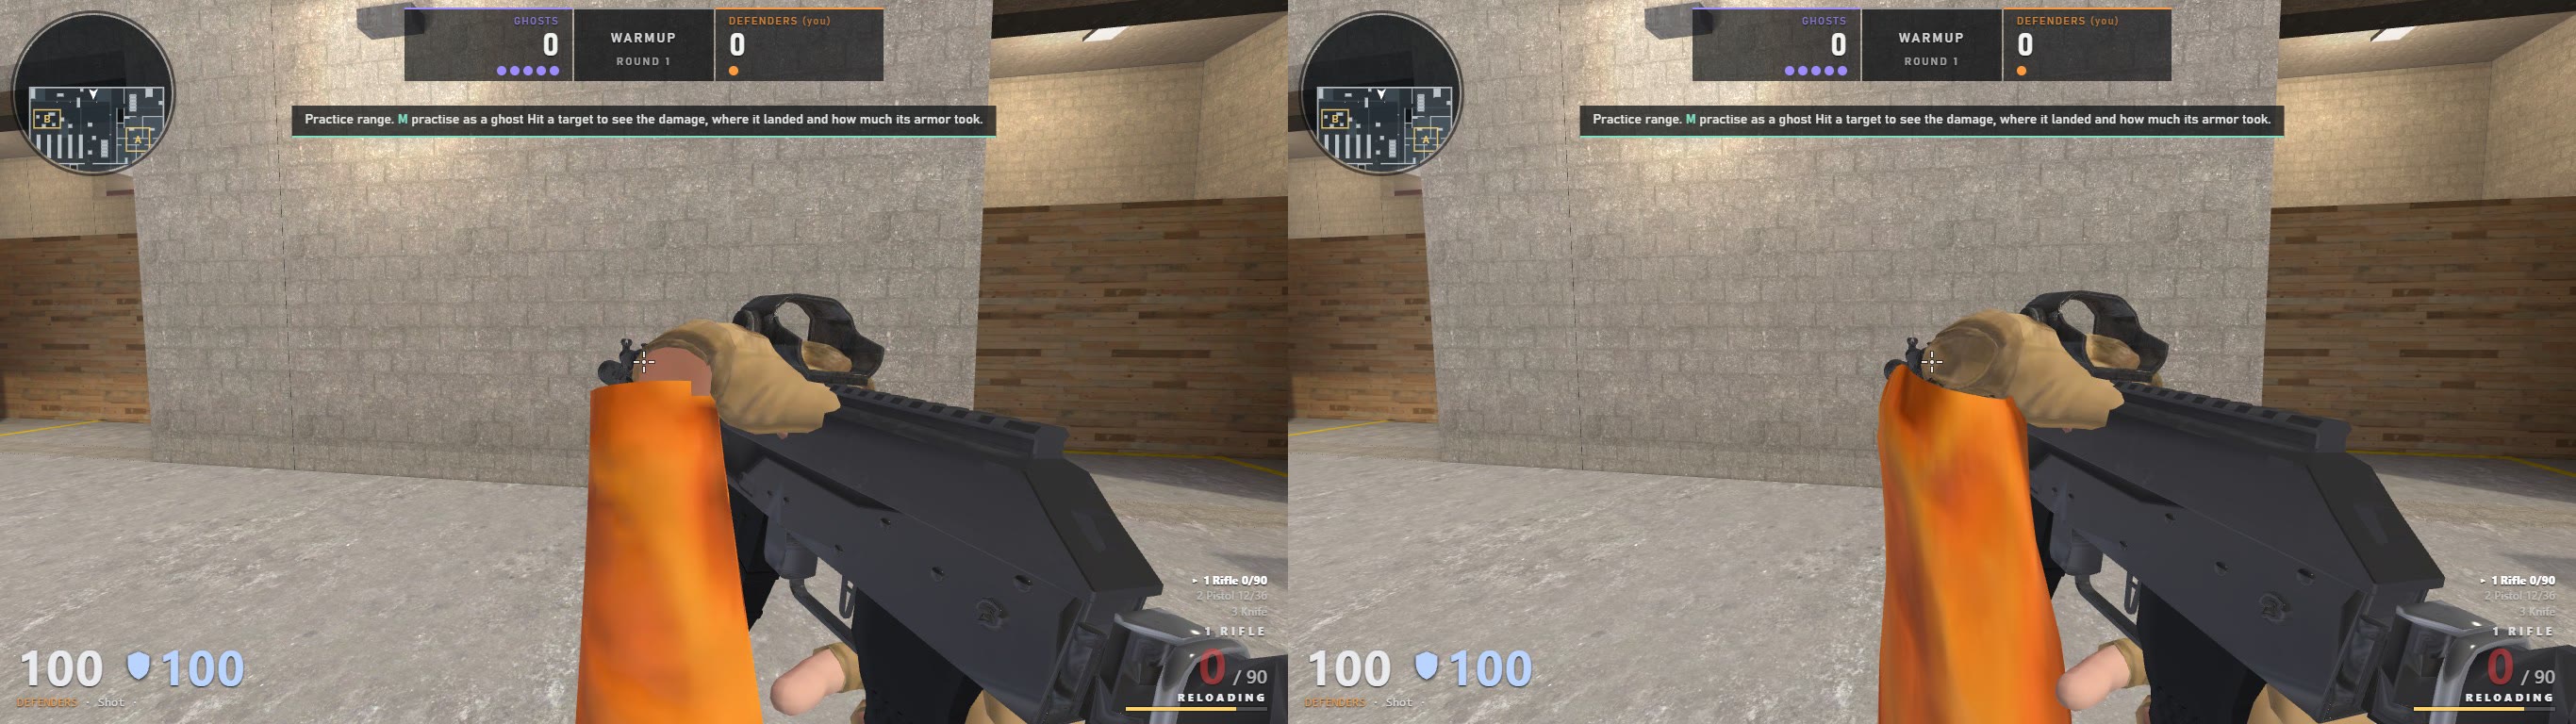 GHOSTS
0
WARMUP
ROUND 1
DEFENDERS (you)
0
B
A
Practice range. M practise as a ghost Hit a target to see the damage, where it landed and how much its armor took.
1 Rifle 0/90
2 Pistol 12/36
3 Knife
1 RIFLE
0 / 90
RELOADING
100 100
DEFENDERS · Shot
GHOSTS
0
WARMUP
ROUND 1
DEFENDERS (you)
0
B
A
Practice range. M practise as a ghost Hit a target to see the damage, where it landed and how much its armor took.
1 Rifle 0/90
2 Pistol 12/36
3 Knife
1 RIFLE
0 / 90
RELOADING
100 100
DEFENDERS · Shot